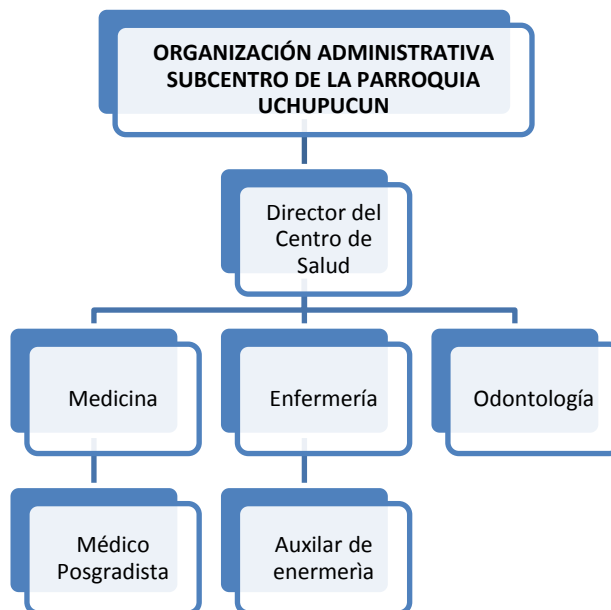 ORGANIZACIÓN ADMINISTRATIVA
SUBCENTRO DE LA PARROQUIA
UCHUPUCUN
Director del
Centro de
Salud
Medicina
Enfermería
Odontología
Médico
Posgradista
Auxilar de
enermerìa